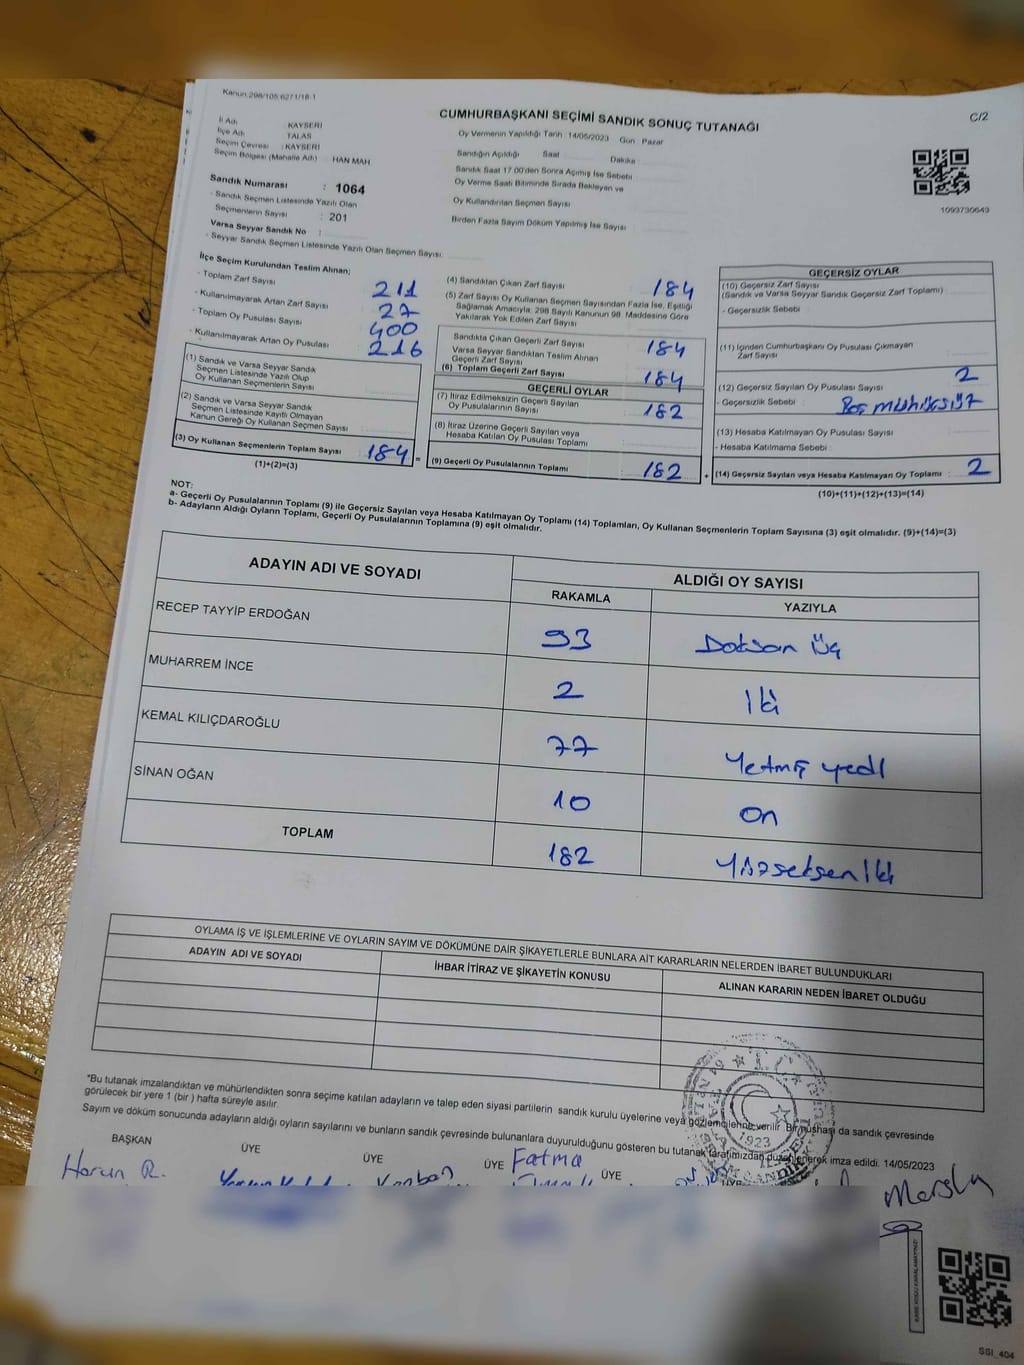 Kanun:298/105;6271/18-1
CUMHURBAŞKANI SEÇİMİ SANDIK SONUÇ TUTANAĞI
C/2
İl Adı : KAYSERİ
İlçe Adı : TALAS
Seçim Çevresi : KAYSERİ
Seçim Bölgesi (Mahalle Adı) : HAN MAH
Sandık Numarası : 1064
- Sandık Seçmen Listesinde Yazılı Olan
Seçmenlerin Sayısı : 201
Varsa Seyyar Sandık No :
- Seyyar Sandık Seçmen Listesinde Yazılı Olan Seçmen Sayısı:
Oy Vermenin Yapıldığı Tarih : 14/05/2023 Gün : Pazar
Sandığın Açıldığı Saat Dakika
Sandık Saat 17:00'den Sonra Açılmış İse Sebebi
Oy Verme Saati Bitiminde Sırada Bekleyen ve
Oy Kullandırılan Seçmen Sayısı
Birden Fazla Sayım Döküm Yapılmış İse Sayısı
1093730643
İlçe Seçim Kurulundan Teslim Alınan;
- Toplam Zarf Sayısı 211
- Kullanılmayarak Artan Zarf Sayısı 27
- Toplam Oy Pusulası Sayısı 400
- Kullanılmayarak Artan Oy Pusulası 216
(1) Sandık ve Varsa Seyyar Sandık
Seçmen Listesinde Yazılı Olup
Oy Kullanan Seçmenlerin Sayısı
(2) Sandık ve Varsa Seyyar Sandık
Seçmen Listesinde Kayıtlı Olmayan
Kanun Gereği Oy Kullanan Seçmen Sayısı
(3) Oy Kullanan Seçmenlerin Toplam Sayısı 184
(1)+(2)=(3)
(4) Sandıktan Çıkan Zarf Sayısı 184
(5) Zarf Sayısı Oy Kullanan Seçmen Sayısından Fazla İse, Eşitliği
Sağlamak Amacıyla, 298 Sayılı Kanunun 98. Maddesine Göre
Yakılarak Yok Edilen Zarf Sayısı
Sandıkta Çıkan Geçerli Zarf Sayısı 184
Varsa Seyyar Sandıktan Teslim Alınan
Geçerli Zarf Sayısı
(6) Toplam Geçerli Zarf Sayısı 184
GEÇERLİ OYLAR
(7) İtiraz Edilmeksizin Geçerli Sayılan
Oy Pusulalarının Sayısı 182
(8) İtiraz Üzerine Geçerli Sayılan veya
Hesaba Katılan Oy Pusulası Toplamı
(9) Geçerli Oy Pusulalarının Toplamı 182
GEÇERSİZ OYLAR
(10) Geçersiz Zarf Sayısı
(Sandık ve Varsa Seyyar Sandık Geçersiz Zarf Toplamı)
- Geçersizlik Sebebi :
(11) İçinden Cumhurbaşkanı Oy Pusulası Çıkmayan
Zarf Sayısı
(12) Geçersiz Sayılan Oy Pusulası Sayısı 2
- Geçersizlik Sebebi : Boş mühürsüz
(13) Hesaba Katılmayan Oy Pusulası Sayısı
- Hesaba Katılmama Sebebi :
(14) Geçersiz Sayılan veya Hesaba Katılmayan Oy Toplamı : 2
(10)+(11)+(12)+(13)=(14)
NOT:
a- Geçerli Oy Pusulalarının Toplamı (9) ile Geçersiz Sayılan veya Hesaba Katılmayan Oy Toplamı (14) Toplamları, Oy Kullanan Seçmenlerin Toplam Sayısına (3) eşit olmalıdır. (9)+(14)=(3)
b- Adayların Aldığı Oyların Toplamı, Geçerli Oy Pusulalarının Toplamına (9) eşit olmalıdır.
ADAYIN ADI VE SOYADI
ALDIĞI OY SAYISI
RAKAMLA YAZIYLA
RECEP TAYYİP ERDOĞAN 93 Doksan Üç
MUHARREM İNCE 2 İki
KEMAL KILIÇDAROĞLU 77 Yetmiş yedi
SİNAN OĞAN 10 On
TOPLAM 182 Yüzseksen iki
OYLAMA İŞ VE İŞLEMLERİNE VE OYLARIN SAYIM VE DÖKÜMÜNE DAİR ŞİKAYETLERLE BUNLARA AİT KARARLARIN NELERDEN İBARET BULUNDUKLARI
ADAYIN ADI VE SOYADI
İHBAR İTİRAZ VE ŞİKAYETİN KONUSU
ALINAN KARARIN NEDEN İBARET OLDUĞU
*Bu tutanak imzalandıktan ve mühürlendikten sonra seçime katılan adayların ve talep eden siyasi partilerin sandık kurulu üyelerine veya gözlemcilerine verilir. Bir nüshası da sandık çevresinde
görülecek bir yere 1 (bir) hafta süreyle asılır.
Sayım ve döküm sonucunda adayların aldığı oyların sayılarını ve bunların sandık çevresinde bulunanlara duyurulduğunu gösteren bu tutanak tarafımızdan düzenlenerek imza edildi. 14/05/2023
1923
BAŞKAN ÜYE ÜYE ÜYE ÜYE ÜYE
Harun R.
Fatma
SSI_404